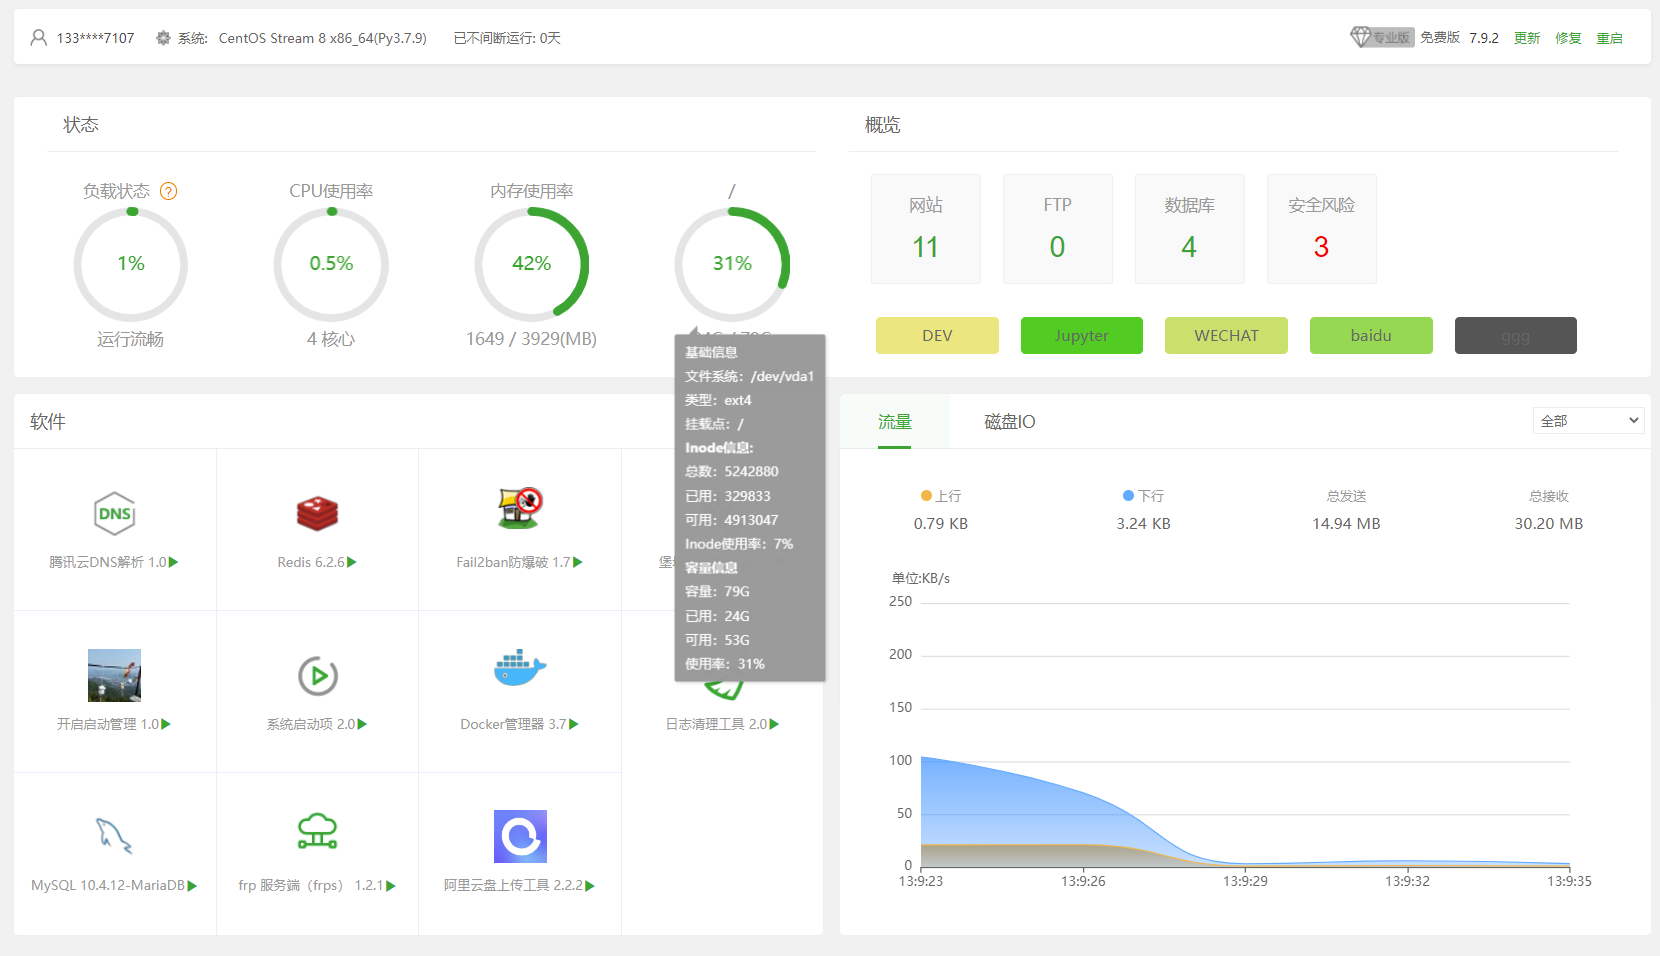 133****7107 系统: CentOS Stream 8 x86_64(Py3.7.9) 已不间断运行: 0天 专业版 免费版 7.9.2 更新 修复 重启
状态
负载状态 ? CPU使用率 内存使用率 /
1% 0.5% 42% 31%
运行流畅 4 核心 1649 / 3929(MB)
基础信息
文件系统: /dev/vda1
类型: ext4
挂载点: /
Inode信息:
总数: 5242880
已用: 329833
可用: 4913047
Inode使用率: 7%
容量信息
容量: 79G
已用: 24G
可用: 53G
使用率: 31%
概览
网站 FTP 数据库 安全风险
11 0 4 3
DEV Jupyter WECHAT baidu ggg
软件
DNS
腾讯云DNS解析 1.0 Redis 6.2.6 Fail2ban防爆破 1.7 堡
开启启动管理 1.0 系统启动项 2.0 Docker管理器 3.7 日志清理工具 2.0
MySQL 10.4.12-MariaDB frp 服务端（frps） 1.2.1 阿里云盘上传工具 2.2.2
流量 磁盘IO 全部
上行 下行 总发送 总接收
0.79 KB 3.24 KB 14.94 MB 30.20 MB
单位:KB/s
250
200
150
100
50
0
13:9:23 13:9:26 13:9:29 13:9:32 13:9:35